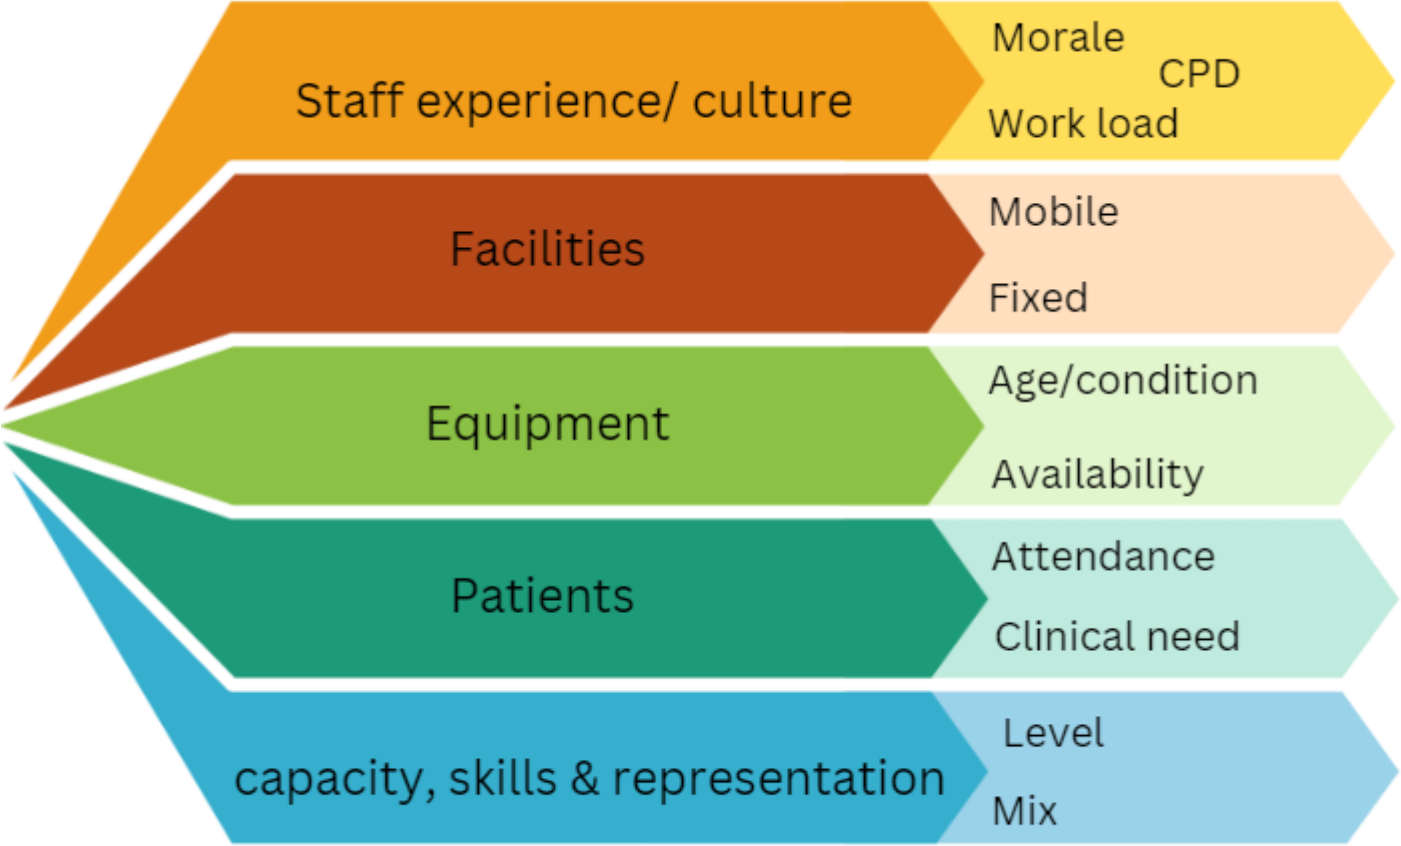 Staff experience/ culture
Morale
CPD
Work load
Facilities
Mobile
Fixed
Equipment
Age/condition
Availability
Patients
Attendance
Clinical need
capacity, skills & representation
Level
Mix